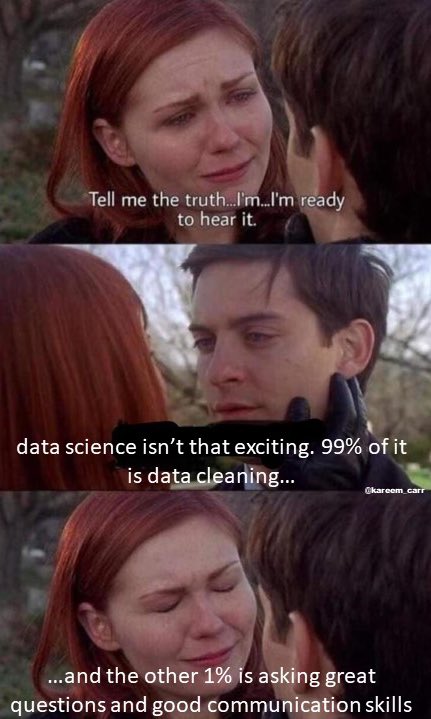 Tell me the truth...I'm...I'm ready
to hear it.
data science isn’t that exciting. 99% of it
is data cleaning...
@kareem_carr
...and the other 1% is asking great
questions and good communication skills